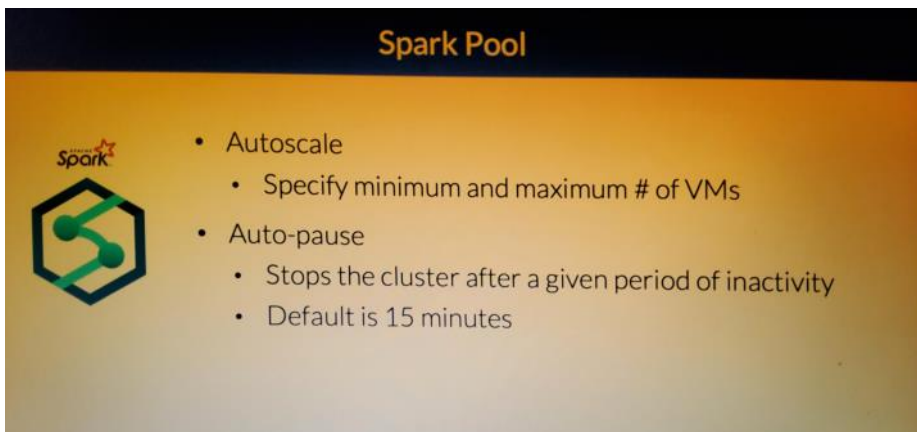 Spark Pool
APACHE
Spark
• Autoscale
• Specify minimum and maximum # of VMs
• Auto-pause
• Stops the cluster after a given period of inactivity
• Default is 15 minutes